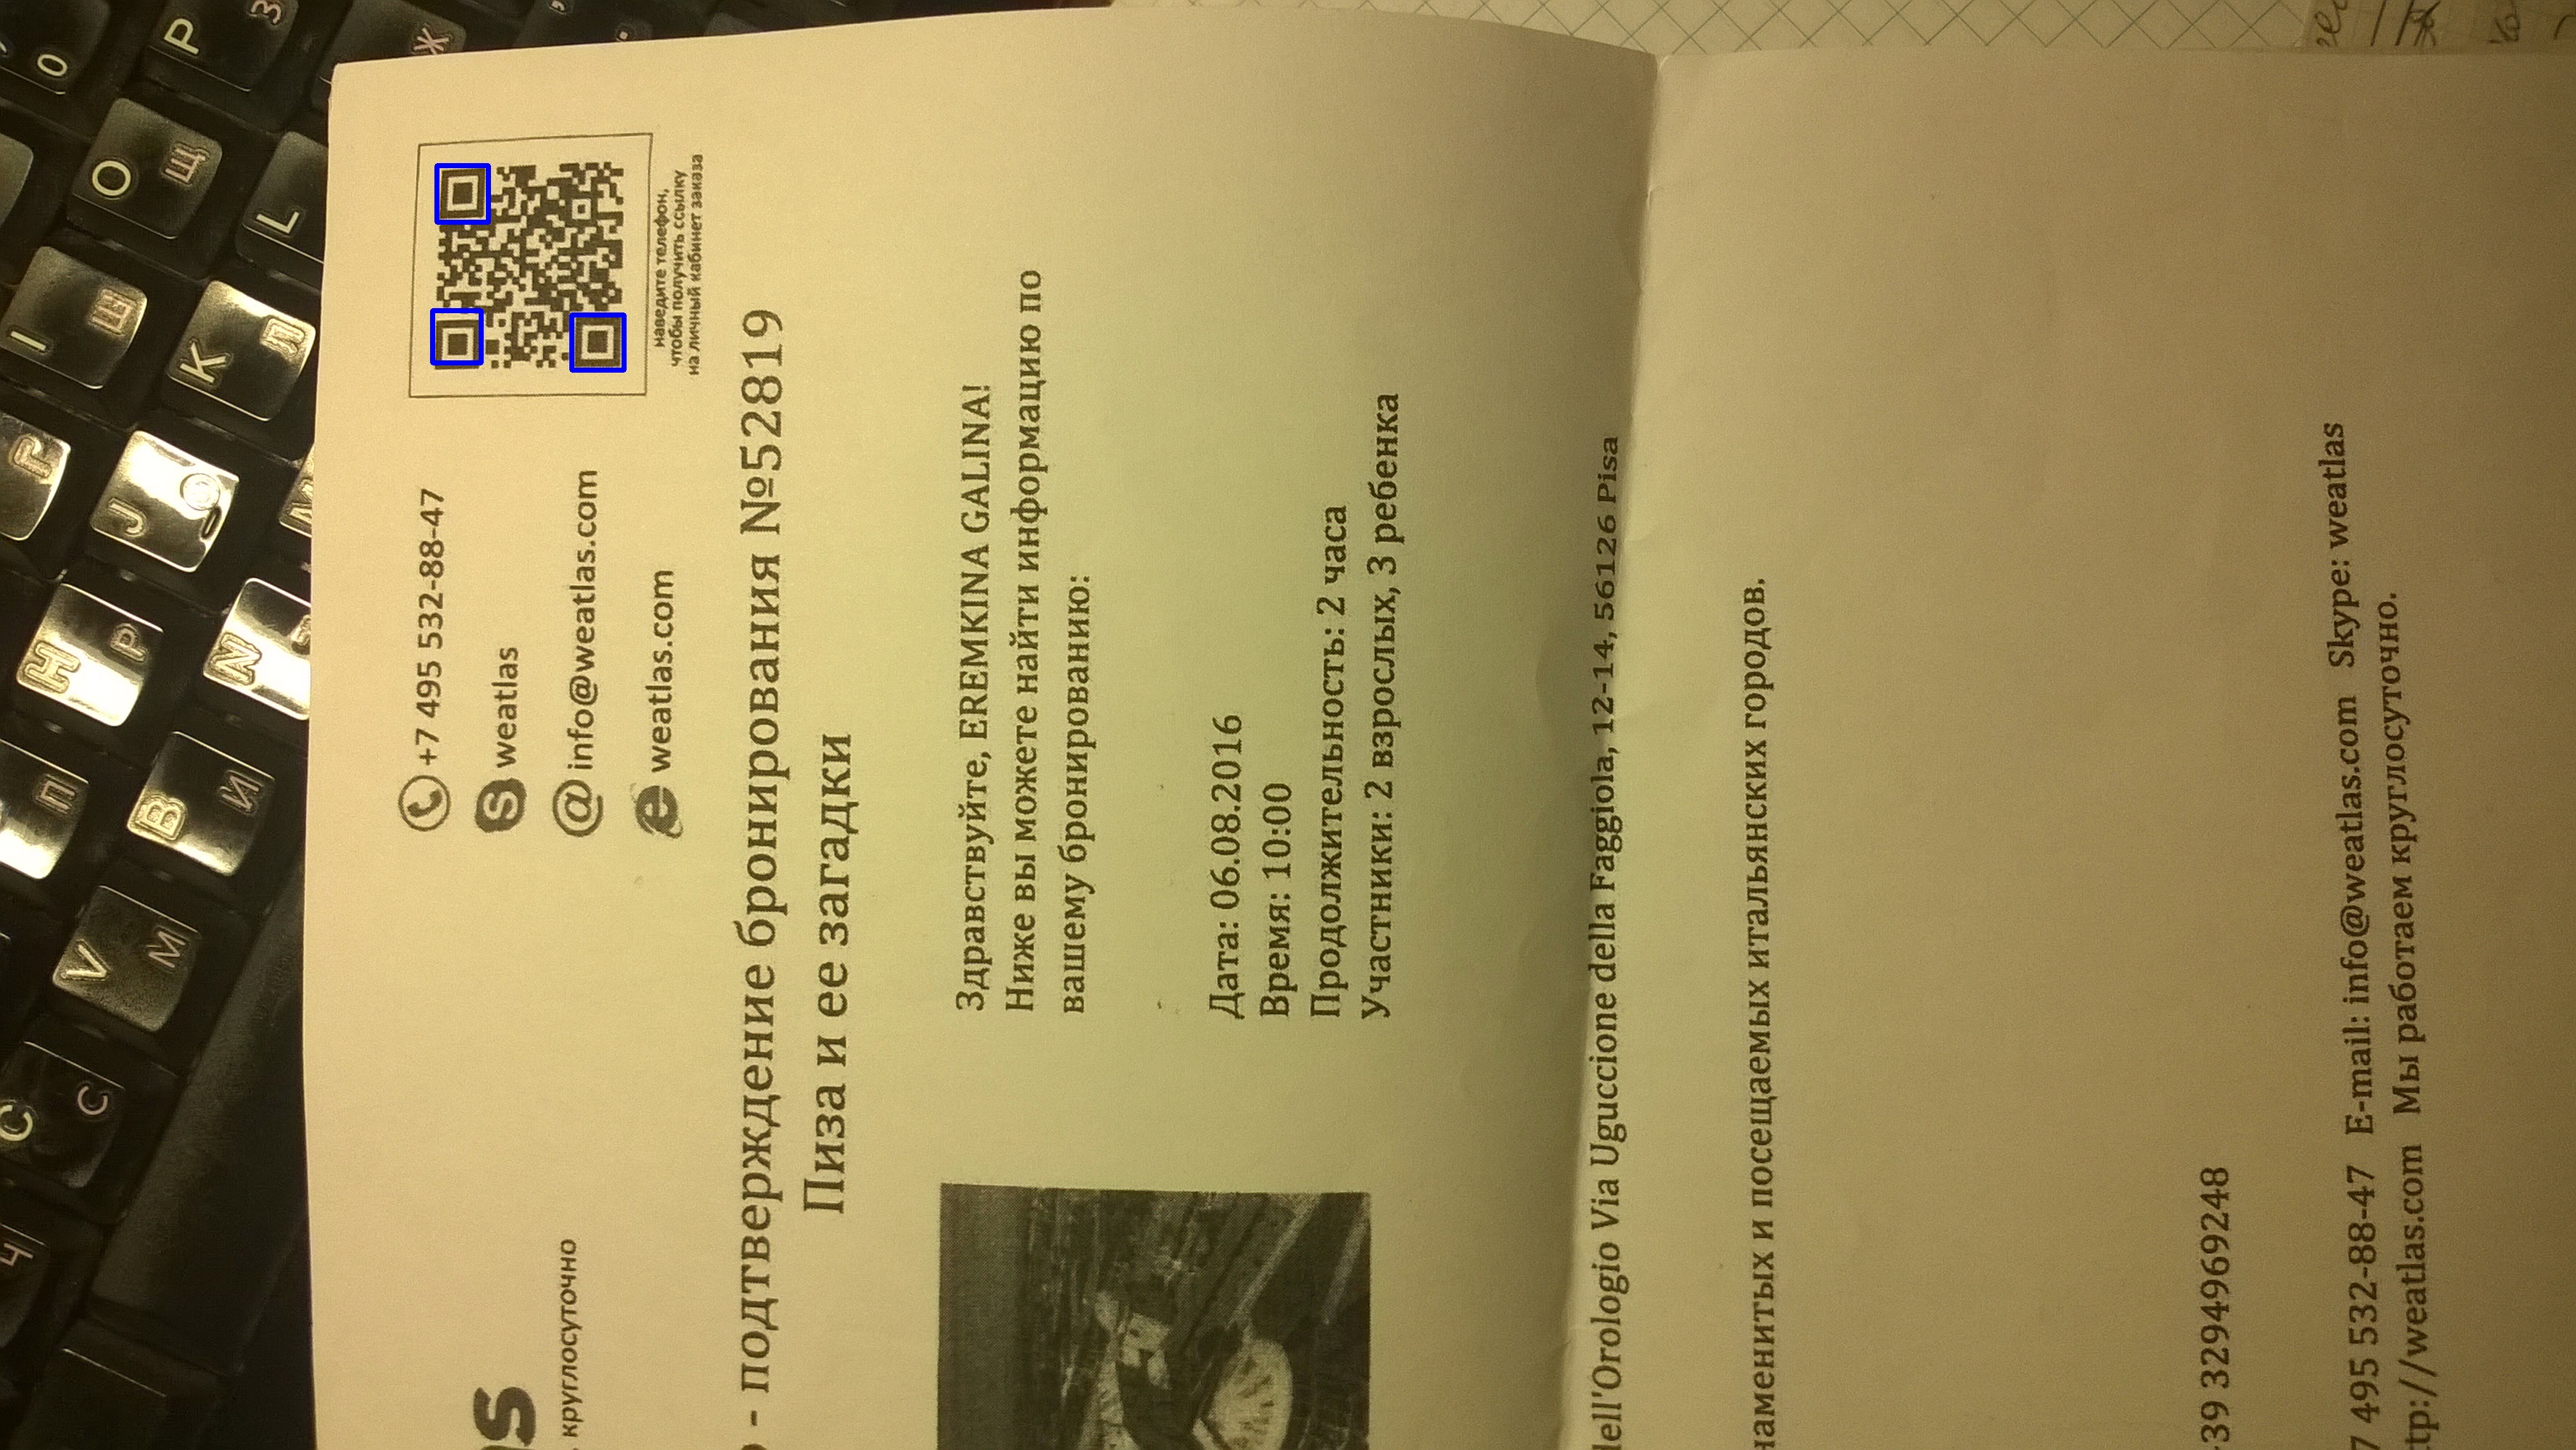 +7 495 532-88-47
weatlas
@ info@weatlas.com
weatlas.com
наведите телефон,
чтобы получить ссылку
на личный кабинет заказа
круглосуточно
- подтверждение бронирования №52819
Пиза и ее загадки
Здравствуйте, EREMKINA GALINA!
Ниже вы можете найти информацию по
вашему бронированию:
Дата: 06.08.2016
Время: 10:00
Продолжительность: 2 часа
Участники: 2 взрослых, 3 ребенка
dell'Orologio Via Uguccione della Faggiola, 12-14, 56126 Pisa
наменитых и посещаемых итальянских городов.
39 3294969248
7 495 532-88-47 E-mail: info@weatlas.com Skype: weatlas
tp://weatlas.com Мы работаем круглосуточно.
O
P
З
Ж
O
Щ
L
I
Ш
K
Л
Г
J
О
H
Р
N
Т
П
B
И
V
М
C
С
Ч